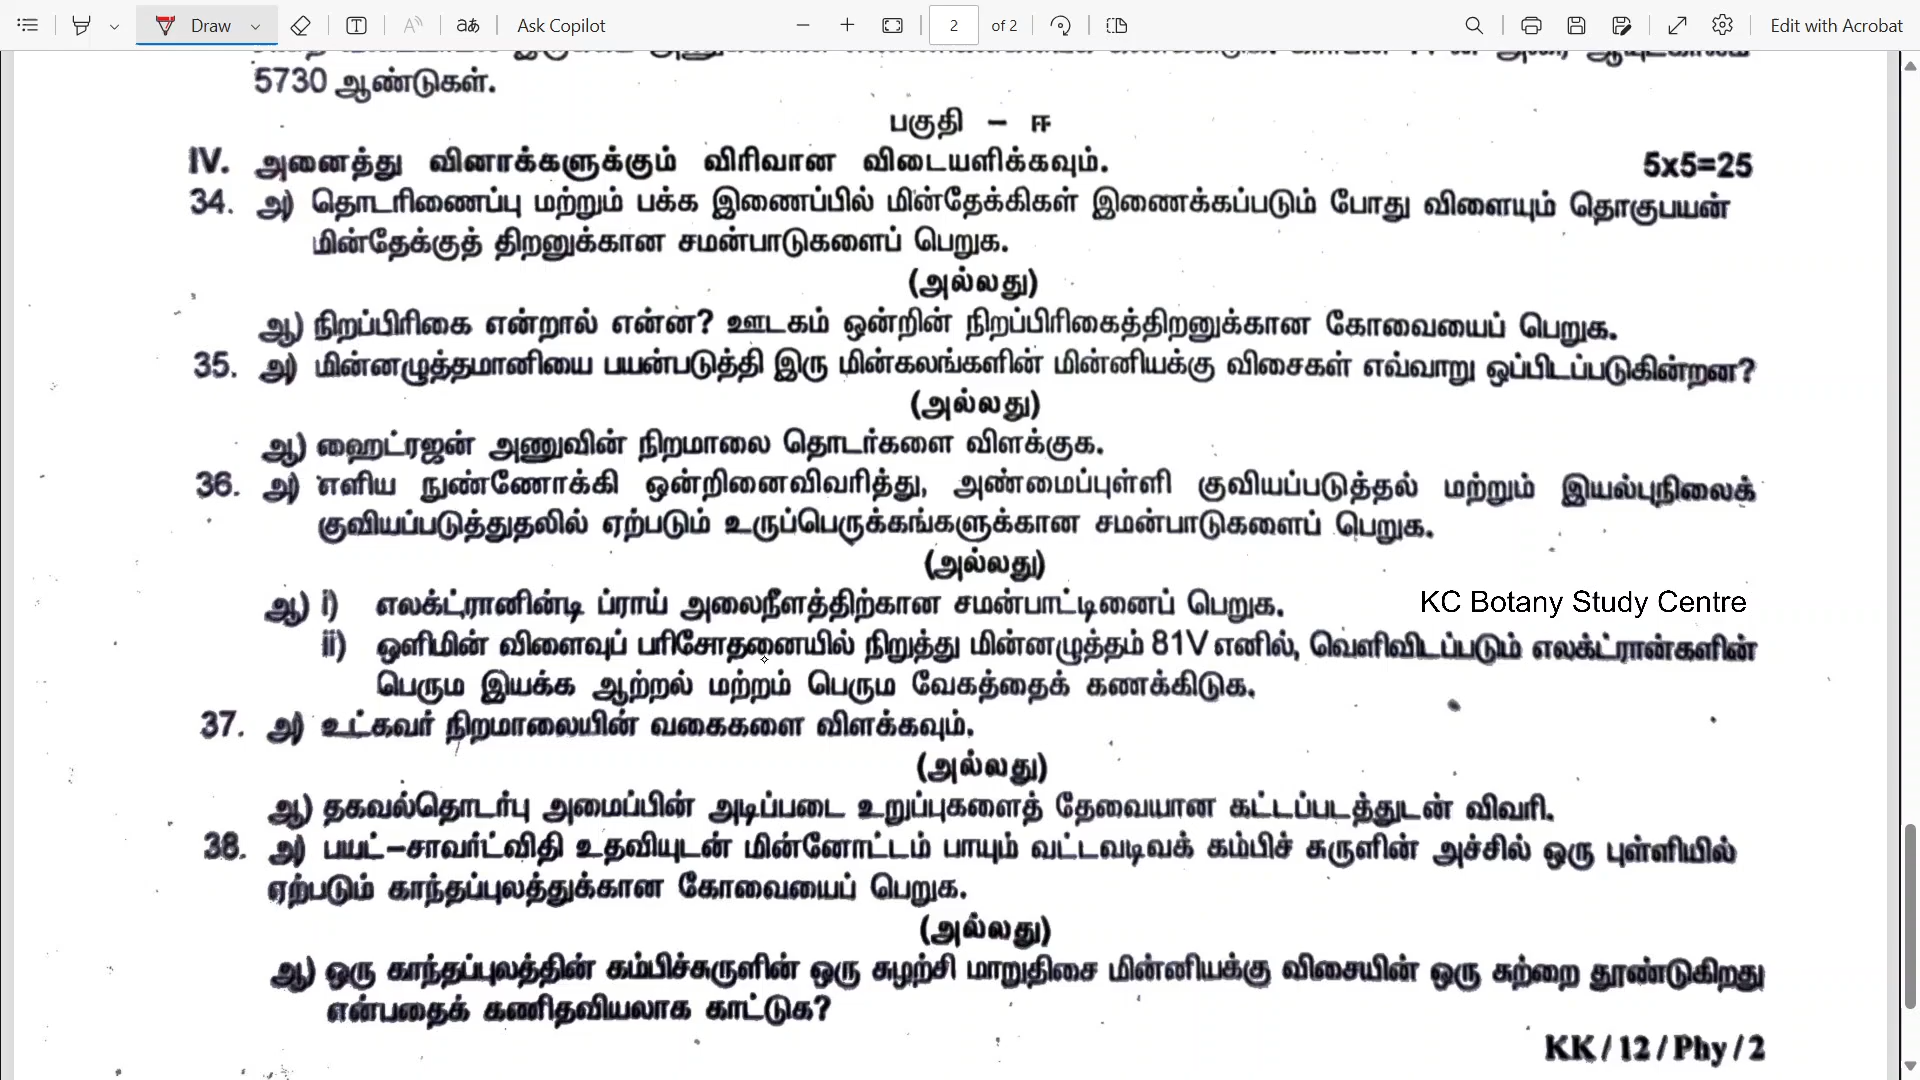 Draw
Ask Copilot
2 of 2
Edit with Acrobat
5730 ஆண்டுகள்.
பகுதி – ஈ
IV. அனைத்து வினாக்களுக்கும் விரிவான விடையளிக்கவும். 5x5=25
34. அ) தொடரிணைப்பு மற்றும் பக்க இணைப்பில் மின்தேக்கிகள் இணைக்கப்படும் போது விளையும் தொகுபயன்
மின்தேக்குத் திறனுக்கான சமன்பாடுகளைப் பெறுக.
(அல்லது)
ஆ) நிறப்பிரிகை என்றால் என்ன? ஊடகம் ஒன்றின் நிறப்பிரிகைத்திறனுக்கான கோவையைப் பெறுக.
35. அ) மின்னழுத்தமானியை பயன்படுத்தி இரு மின்கலங்களின் மின்னியக்கு விசைகள் எவ்வாறு ஒப்பிடப்படுகின்றன?
(அல்லது)
ஆ) ஹைட்ரஜன் அணுவின் நிறமாலை தொடர்களை விளக்குக.
36. அ) எளிய நுண்ணோக்கி ஒன்றினைவிவரித்து, அண்மைப்புள்ளி குவியப்படுத்தல் மற்றும் இயல்புநிலைக்
குவியப்படுத்துதலில் ஏற்படும் உருப்பெருக்கங்களுக்கான சமன்பாடுகளைப் பெறுக.
(அல்லது)
ஆ) i) எலக்ட்ரானின்டி ப்ராய் அலைநீளத்திற்கான சமன்பாட்டினைப் பெறுக. KC Botany Study Centre
ii) ஒளிமின் விளைவுப் பரிசோதனையில் நிறுத்து மின்னழுத்தம் 81V எனில், வெளிவிடப்படும் எலக்ட்ரான்களின்
பெரும இயக்க ஆற்றல் மற்றம் பெரும வேகத்தைக் கணக்கிடுக.
37. அ) உட்கவர் நிறமாலையின் வகைகளை விளக்கவும்.
(அல்லது)
ஆ) தகவல்தொடர்பு அமைப்பின் அடிப்படை உறுப்புகளைத் தேவையான கட்டப்படத்துடன் விவரி.
38. அ) பயட்–சாவர்ட்விதி உதவியுடன் மின்னோட்டம் பாயும் வட்டவடிவக் கம்பிச் சுருளின் அச்சில் ஒரு புள்ளியில்
ஏற்படும் காந்தப்புலத்துக்கான கோவையைப் பெறுக.
(அல்லது)
ஆ) ஒரு காந்தப்புலத்தின் கம்பிச்சுருளின் ஒரு சுழற்சி மாறுதிசை மின்னியக்கு விசையின் ஒரு சுற்றை தூண்டுகிறது
என்பதைக் கணிதவியலாக காட்டுக?
KK / 12 / Phy / 2